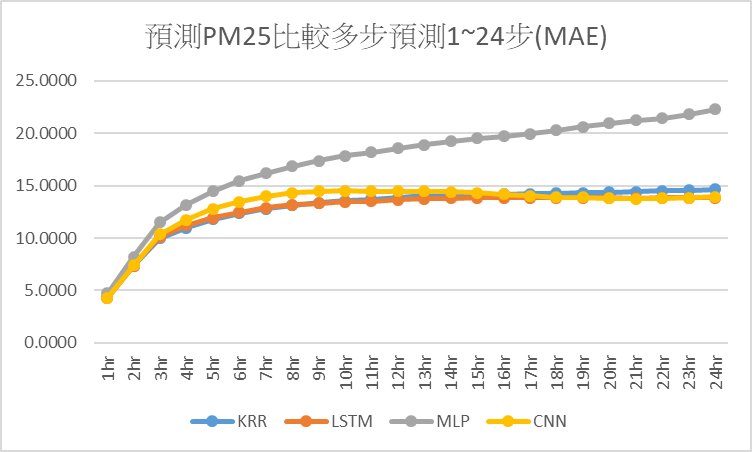 預測PM25比較多步預測1~24步(MAE)
25.0000
20.0000
15.0000
10.0000
5.0000
0.0000
1hr 2hr 3hr 4hr 5hr 6hr 7hr 8hr 9hr 10hr 11hr 12hr 13hr 14hr 15hr 16hr 17hr 18hr 19hr 20hr 21hr 22hr 23hr 24hr
KRR LSTM MLP CNN